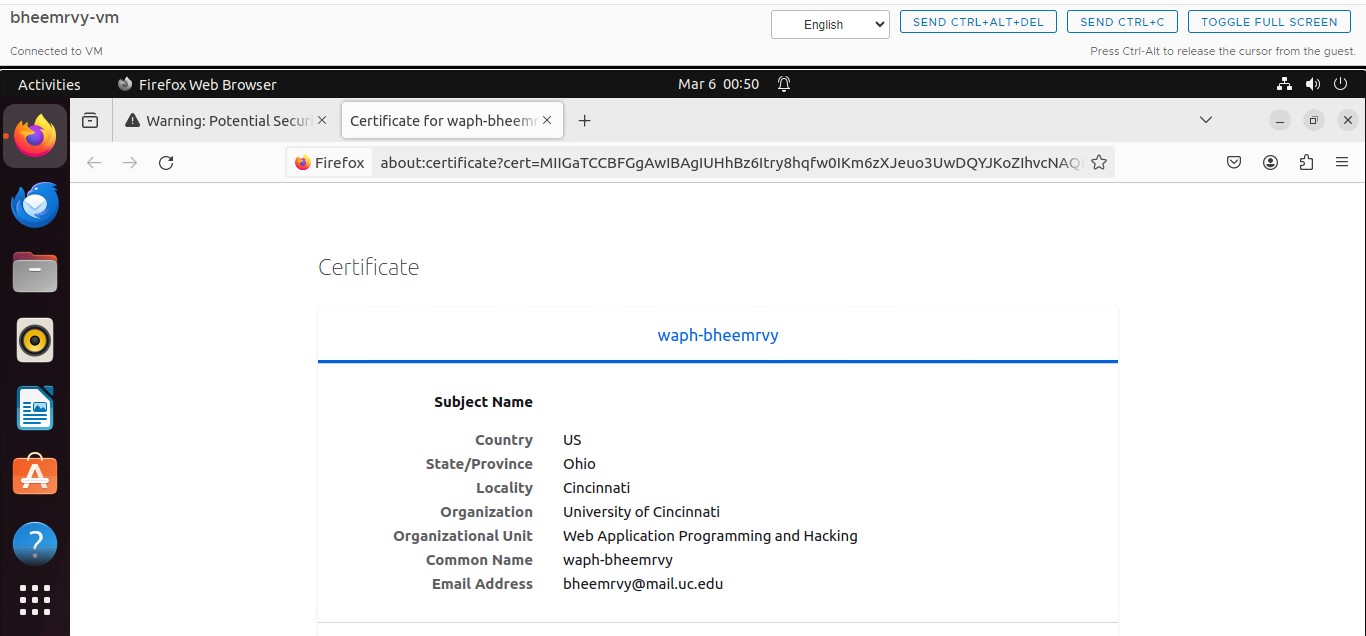 bheemrvy-vm
English
SEND CTRL+ALT+DEL
SEND CTRL+C
TOGGLE FULL SCREEN
Connected to VM
Press Ctrl-Alt to release the cursor from the guest.
Activities
Firefox Web Browser
Mar 6 00:50
Warning: Potential Securi
Certificate for waph-bheemr
Firefox
about:certificate?cert=MIIGaTCCBFGgAwIBAgIUHhBz6Itry8hqfw0IKm6zXJeuo3UwDQYJKoZIhvcNAQ
Certificate
waph-bheemrvy
Subject Name
Country US
State/Province Ohio
Locality Cincinnati
Organization University of Cincinnati
Organizational Unit Web Application Programming and Hacking
Common Name waph-bheemrvy
Email Address bheemrvy@mail.uc.edu